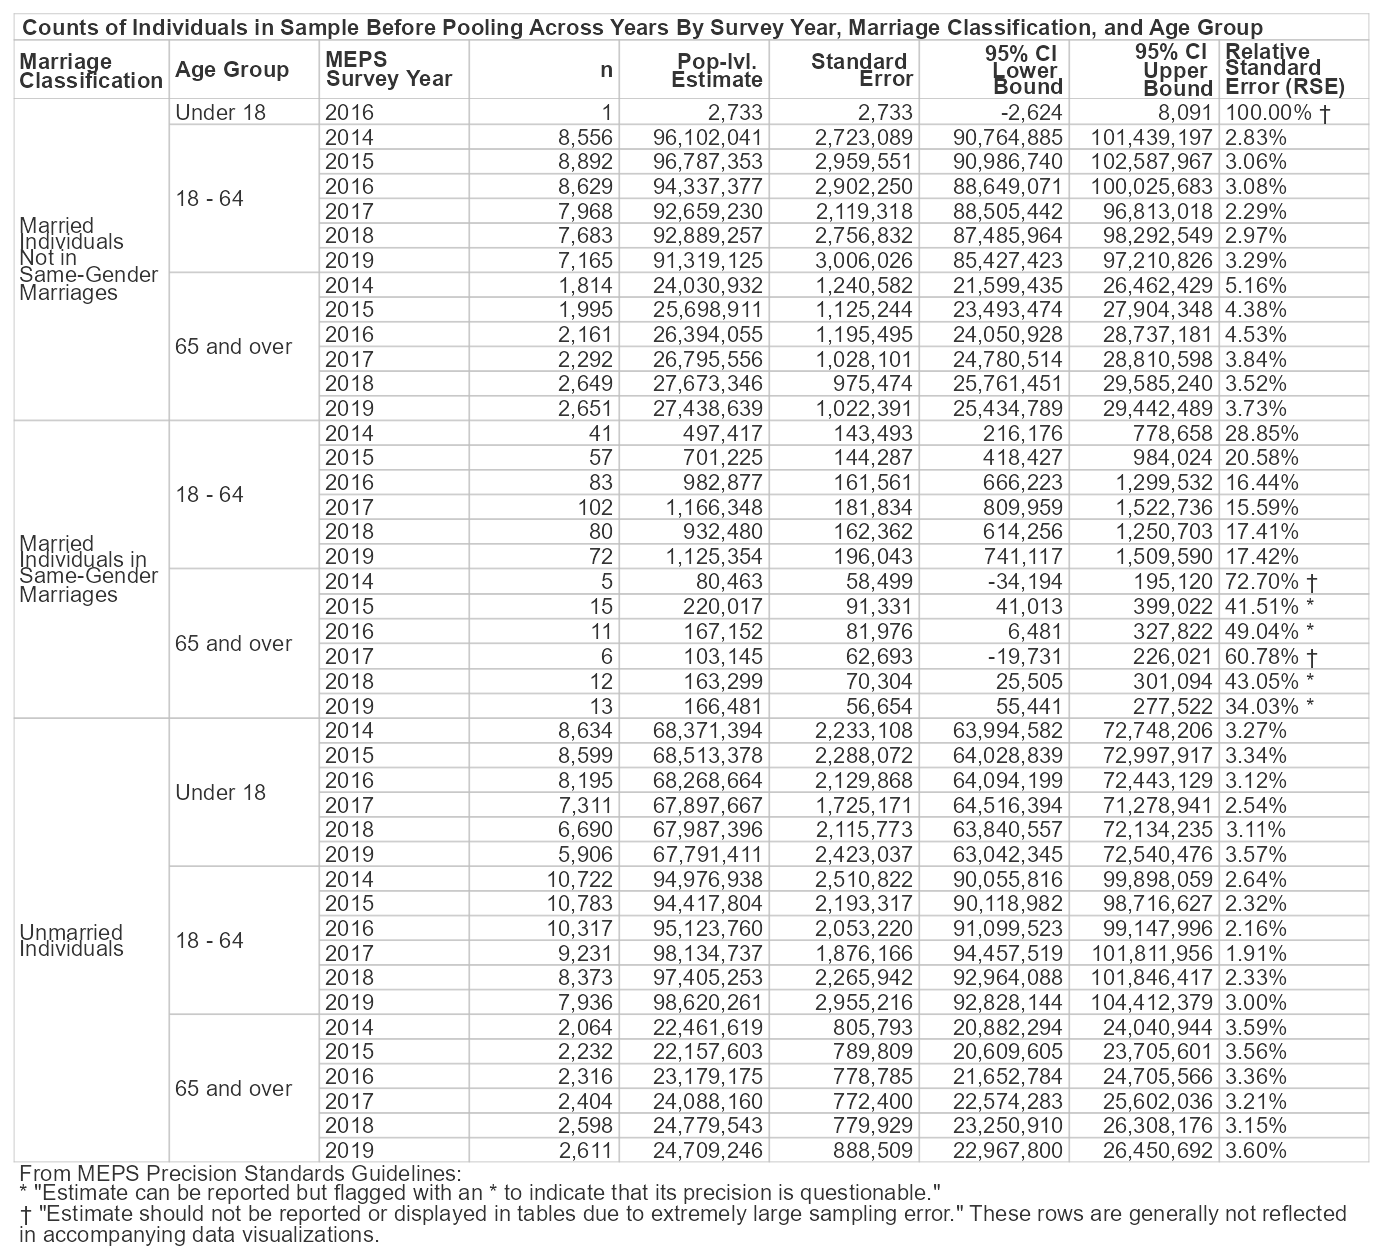 Counts of Individuals in Sample Before Pooling Across Years By Survey Year, Marriage Classification, and Age Group
Marriage Classification Age Group MEPS Survey Year n Pop-lvl. Estimate Standard Error 95% CI Lower Bound 95% CI Upper Bound Relative Standard Error (RSE)
Married Individuals Not in Same-Gender Marriages
Under 18 2016 1 2,733 2,733 -2,624 8,091 100.00% †
18 - 64 2014 8,556 96,102,041 2,723,089 90,764,885 101,439,197 2.83%
2015 8,892 96,787,353 2,959,551 90,986,740 102,587,967 3.06%
2016 8,629 94,337,377 2,902,250 88,649,071 100,025,683 3.08%
2017 7,968 92,659,230 2,119,318 88,505,442 96,813,018 2.29%
2018 7,683 92,889,257 2,756,832 87,485,964 98,292,549 2.97%
2019 7,165 91,319,125 3,006,026 85,427,423 97,210,826 3.29%
65 and over 2014 1,814 24,030,932 1,240,582 21,599,435 26,462,429 5.16%
2015 1,995 25,698,911 1,125,244 23,493,474 27,904,348 4.38%
2016 2,161 26,394,055 1,195,495 24,050,928 28,737,181 4.53%
2017 2,292 26,795,556 1,028,101 24,780,514 28,810,598 3.84%
2018 2,649 27,673,346 975,474 25,761,451 29,585,240 3.52%
2019 2,651 27,438,639 1,022,391 25,434,789 29,442,489 3.73%
Married Individuals in Same-Gender Marriages
18 - 64 2014 41 497,417 143,493 216,176 778,658 28.85%
2015 57 701,225 144,287 418,427 984,024 20.58%
2016 83 982,877 161,561 666,223 1,299,532 16.44%
2017 102 1,166,348 181,834 809,959 1,522,736 15.59%
2018 80 932,480 162,362 614,256 1,250,703 17.41%
2019 72 1,125,354 196,043 741,117 1,509,590 17.42%
65 and over 2014 5 80,463 58,499 -34,194 195,120 72.70% †
2015 15 220,017 91,331 41,013 399,022 41.51% *
2016 11 167,152 81,976 6,481 327,822 49.04% *
2017 6 103,145 62,693 -19,731 226,021 60.78% †
2018 12 163,299 70,304 25,505 301,094 43.05% *
2019 13 166,481 56,654 55,441 277,522 34.03% *
Unmarried Individuals
Under 18 2014 8,634 68,371,394 2,233,108 63,994,582 72,748,206 3.27%
2015 8,599 68,513,378 2,288,072 64,028,839 72,997,917 3.34%
2016 8,195 68,268,664 2,129,868 64,094,199 72,443,129 3.12%
2017 7,311 67,897,667 1,725,171 64,516,394 71,278,941 2.54%
2018 6,690 67,987,396 2,115,773 63,840,557 72,134,235 3.11%
2019 5,906 67,791,411 2,423,037 63,042,345 72,540,476 3.57%
18 - 64 2014 10,722 94,976,938 2,510,822 90,055,816 99,898,059 2.64%
2015 10,783 94,417,804 2,193,317 90,118,982 98,716,627 2.32%
2016 10,317 95,123,760 2,053,220 91,099,523 99,147,996 2.16%
2017 9,231 98,134,737 1,876,166 94,457,519 101,811,956 1.91%
2018 8,373 97,405,253 2,265,942 92,964,088 101,846,417 2.33%
2019 7,936 98,620,261 2,955,216 92,828,144 104,412,379 3.00%
65 and over 2014 2,064 22,461,619 805,793 20,882,294 24,040,944 3.59%
2015 2,232 22,157,603 789,809 20,609,605 23,705,601 3.56%
2016 2,316 23,179,175 778,785 21,652,784 24,705,566 3.36%
2017 2,404 24,088,160 772,400 22,574,283 25,602,036 3.21%
2018 2,598 24,779,543 779,929 23,250,910 26,308,176 3.15%
2019 2,611 24,709,246 888,509 22,967,800 26,450,692 3.60%
From MEPS Precision Standards Guidelines:
* "Estimate can be reported but flagged with an * to indicate that its precision is questionable."
† "Estimate should not be reported or displayed in tables due to extremely large sampling error." These rows are generally not reflected
in accompanying data visualizations.